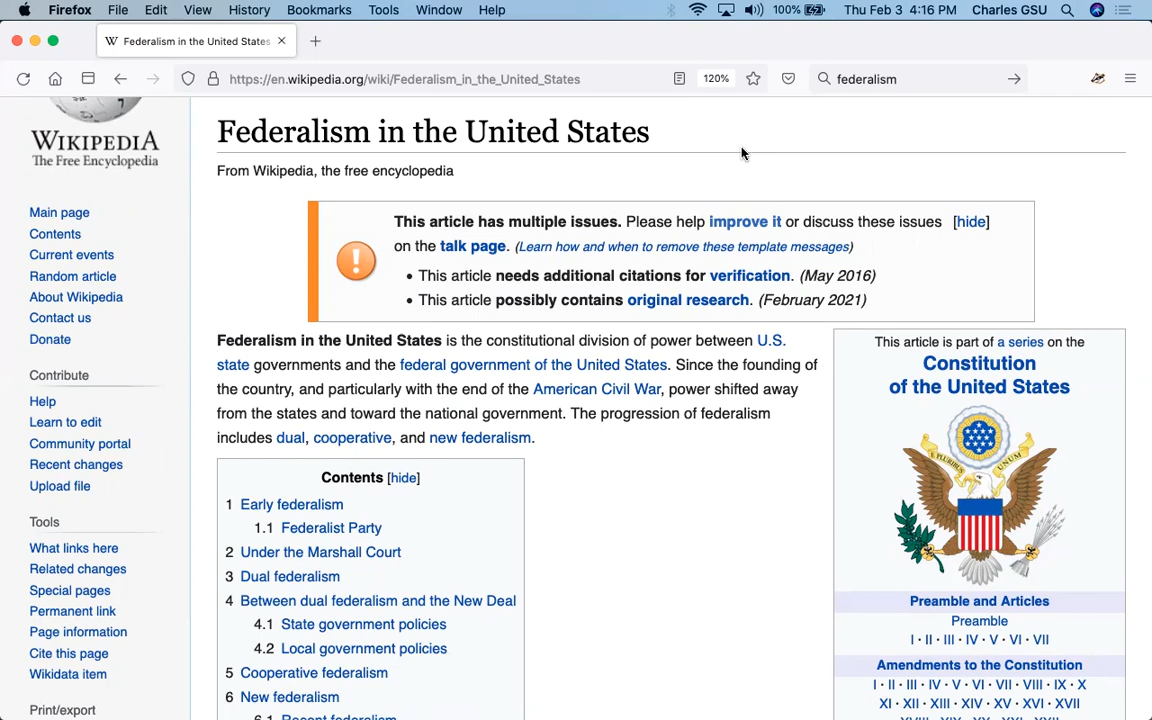 Firefox File Edit View History Bookmarks Tools Window Help 100% Thu Feb 3 4:16 PM Charles GSU
W Federalism in the United States
https://en.wikipedia.org/wiki/Federalism_in_the_United_States 120% federalism
WIKIPEDIA
The Free Encyclopedia
Main page
Contents
Current events
Random article
About Wikipedia
Contact us
Donate
Contribute
Help
Learn to edit
Community portal
Recent changes
Upload file
Tools
What links here
Related changes
Special pages
Permanent link
Page information
Cite this page
Wikidata item
Print/export
Federalism in the United States
From Wikipedia, the free encyclopedia
This article has multiple issues. Please help improve it or discuss these issues [hide]
on the talk page. (Learn how and when to remove these template messages)
• This article needs additional citations for verification. (May 2016)
• This article possibly contains original research. (February 2021)
Federalism in the United States is the constitutional division of power between U.S.
state governments and the federal government of the United States. Since the founding of
the country, and particularly with the end of the American Civil War, power shifted away
from the states and toward the national government. The progression of federalism
includes dual, cooperative, and new federalism.
Contents [hide]
1 Early federalism
1.1 Federalist Party
2 Under the Marshall Court
3 Dual federalism
4 Between dual federalism and the New Deal
4.1 State government policies
4.2 Local government policies
5 Cooperative federalism
6 New federalism
6.1 Recent federalism
This article is part of a series on the
Constitution
of the United States
E PLURIBUS UNUM
Preamble and Articles
Preamble
I · II · III · IV · V · VI · VII
Amendments to the Constitution
I · II · III · IV · V · VI · VII · VIII · IX · X
XI · XII · XIII · XIV · XV · XVI · XVII
XVIII · XIX · XX · XXI · XXII